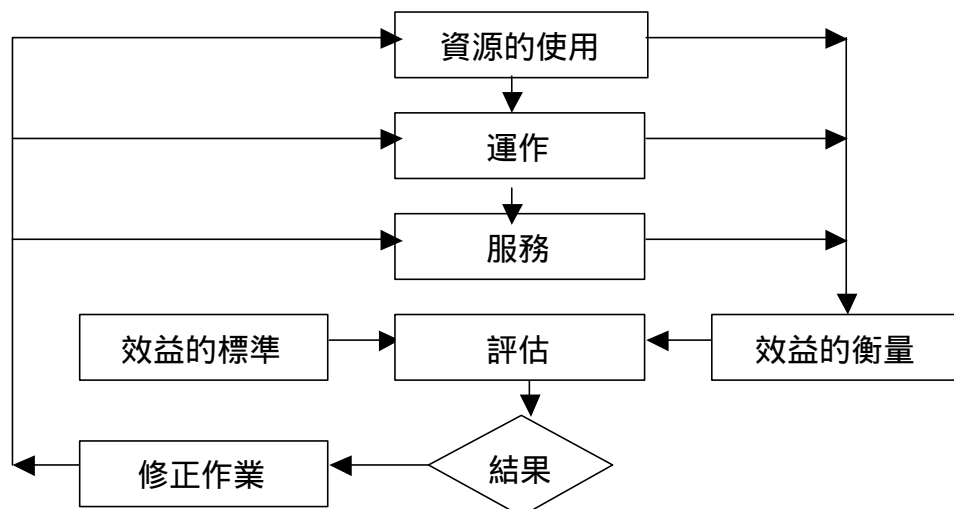 資源的使用
運作
服務
效益的標準
評估
效益的衡量
修正作業
結果